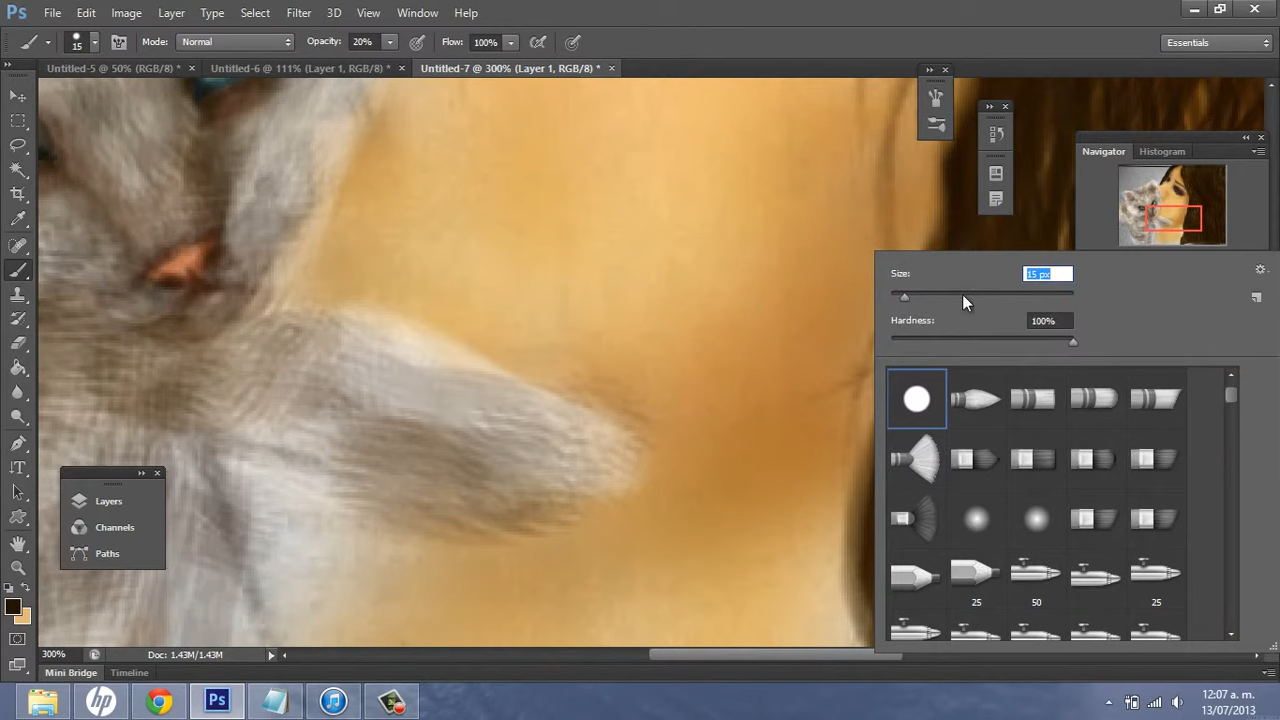 Ps File Edit Image Layer Type Select Filter 3D View Window Help
15 Mode: Normal Opacity: 20% Flow: 100% Essentials
Untitled-5 @ 50% (RGB/8) * × Untitled-6 @ 111% (Layer 1, RGB/8) * × Untitled-7 @ 300% (Layer 1, RGB/8) * ×
Navigator Histogram
Size: 15 px
Hardness: 100%
Layers
Channels
Paths
25 50 25
300% Doc: 1.43M/1.43M
Mini Bridge Timeline
hp Ps
12:07 a. m.
13/07/2013